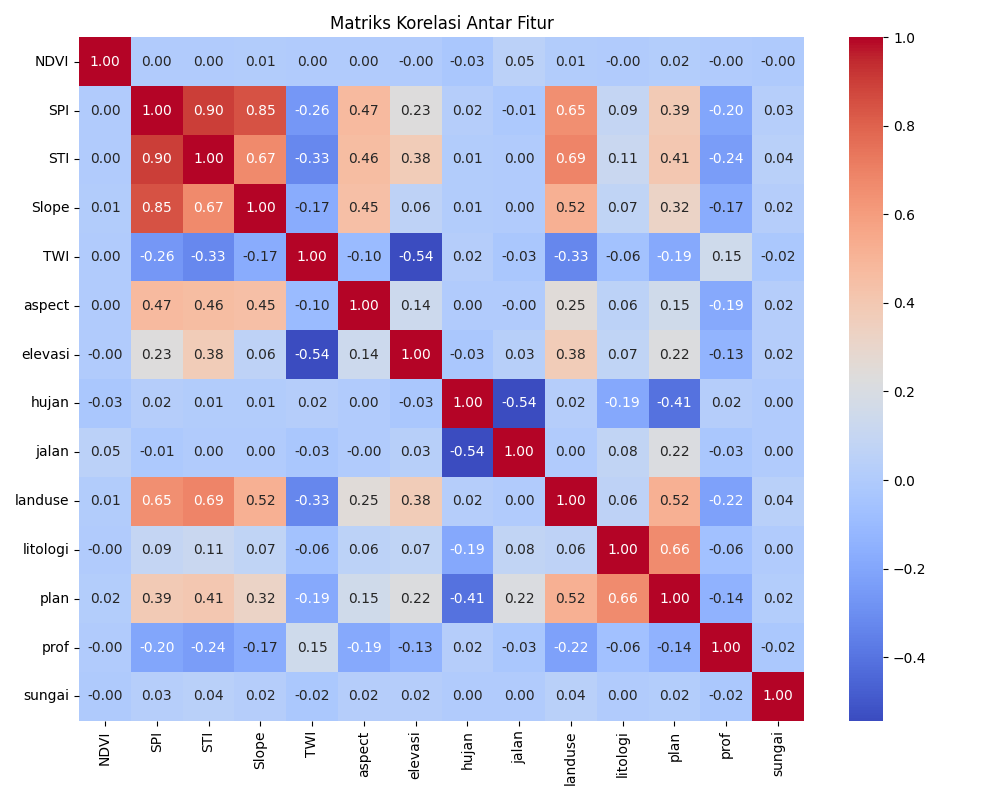 Matriks Korelasi Antar Fitur
NDVI 1.00 0.00 0.00 0.01 0.00 0.00 -0.00 -0.03 0.05 0.01 -0.00 0.02 -0.00 -0.00
SPI 0.00 1.00 0.90 0.85 -0.26 0.47 0.23 0.02 -0.01 0.65 0.09 0.39 -0.20 0.03
STI 0.00 0.90 1.00 0.67 -0.33 0.46 0.38 0.01 0.00 0.69 0.11 0.41 -0.24 0.04
Slope 0.01 0.85 0.67 1.00 -0.17 0.45 0.06 0.01 0.00 0.52 0.07 0.32 -0.17 0.02
TWI 0.00 -0.26 -0.33 -0.17 1.00 -0.10 -0.54 0.02 -0.03 -0.33 -0.06 -0.19 0.15 -0.02
aspect 0.00 0.47 0.46 0.45 -0.10 1.00 0.14 0.00 -0.00 0.25 0.06 0.15 -0.19 0.02
elevasi -0.00 0.23 0.38 0.06 -0.54 0.14 1.00 -0.03 0.03 0.38 0.07 0.22 -0.13 0.02
hujan -0.03 0.02 0.01 0.01 0.02 0.00 -0.03 1.00 -0.54 0.02 -0.19 -0.41 0.02 0.00
jalan 0.05 -0.01 0.00 0.00 -0.03 -0.00 0.03 -0.54 1.00 0.00 0.08 0.22 -0.03 0.00
landuse 0.01 0.65 0.69 0.52 -0.33 0.25 0.38 0.02 0.00 1.00 0.06 0.52 -0.22 0.04
litologi -0.00 0.09 0.11 0.07 -0.06 0.06 0.07 -0.19 0.08 0.06 1.00 0.66 -0.06 0.00
plan 0.02 0.39 0.41 0.32 -0.19 0.15 0.22 -0.41 0.22 0.52 0.66 1.00 -0.14 0.02
prof -0.00 -0.20 -0.24 -0.17 0.15 -0.19 -0.13 0.02 -0.03 -0.22 -0.06 -0.14 1.00 -0.02
sungai -0.00 0.03 0.04 0.02 -0.02 0.02 0.02 0.00 0.00 0.04 0.00 0.02 -0.02 1.00
NDVI SPI STI Slope TWI aspect elevasi hujan jalan landuse litologi plan prof sungai
1.0
0.8
0.6
0.4
0.2
0.0
−0.2
−0.4